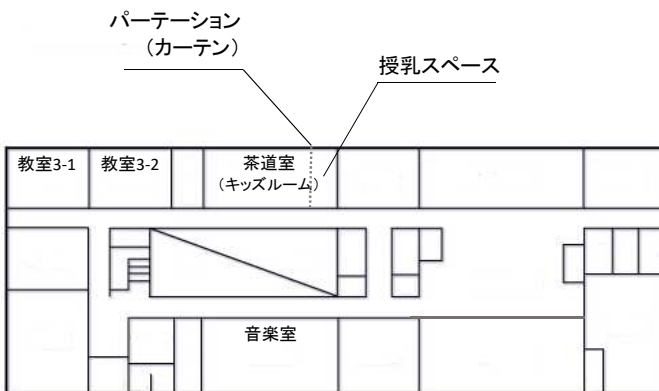 パーテーション
(カーテン)
授乳スペース
教室3-1
教室3-2
茶道室
(キッズルーム)
音楽室